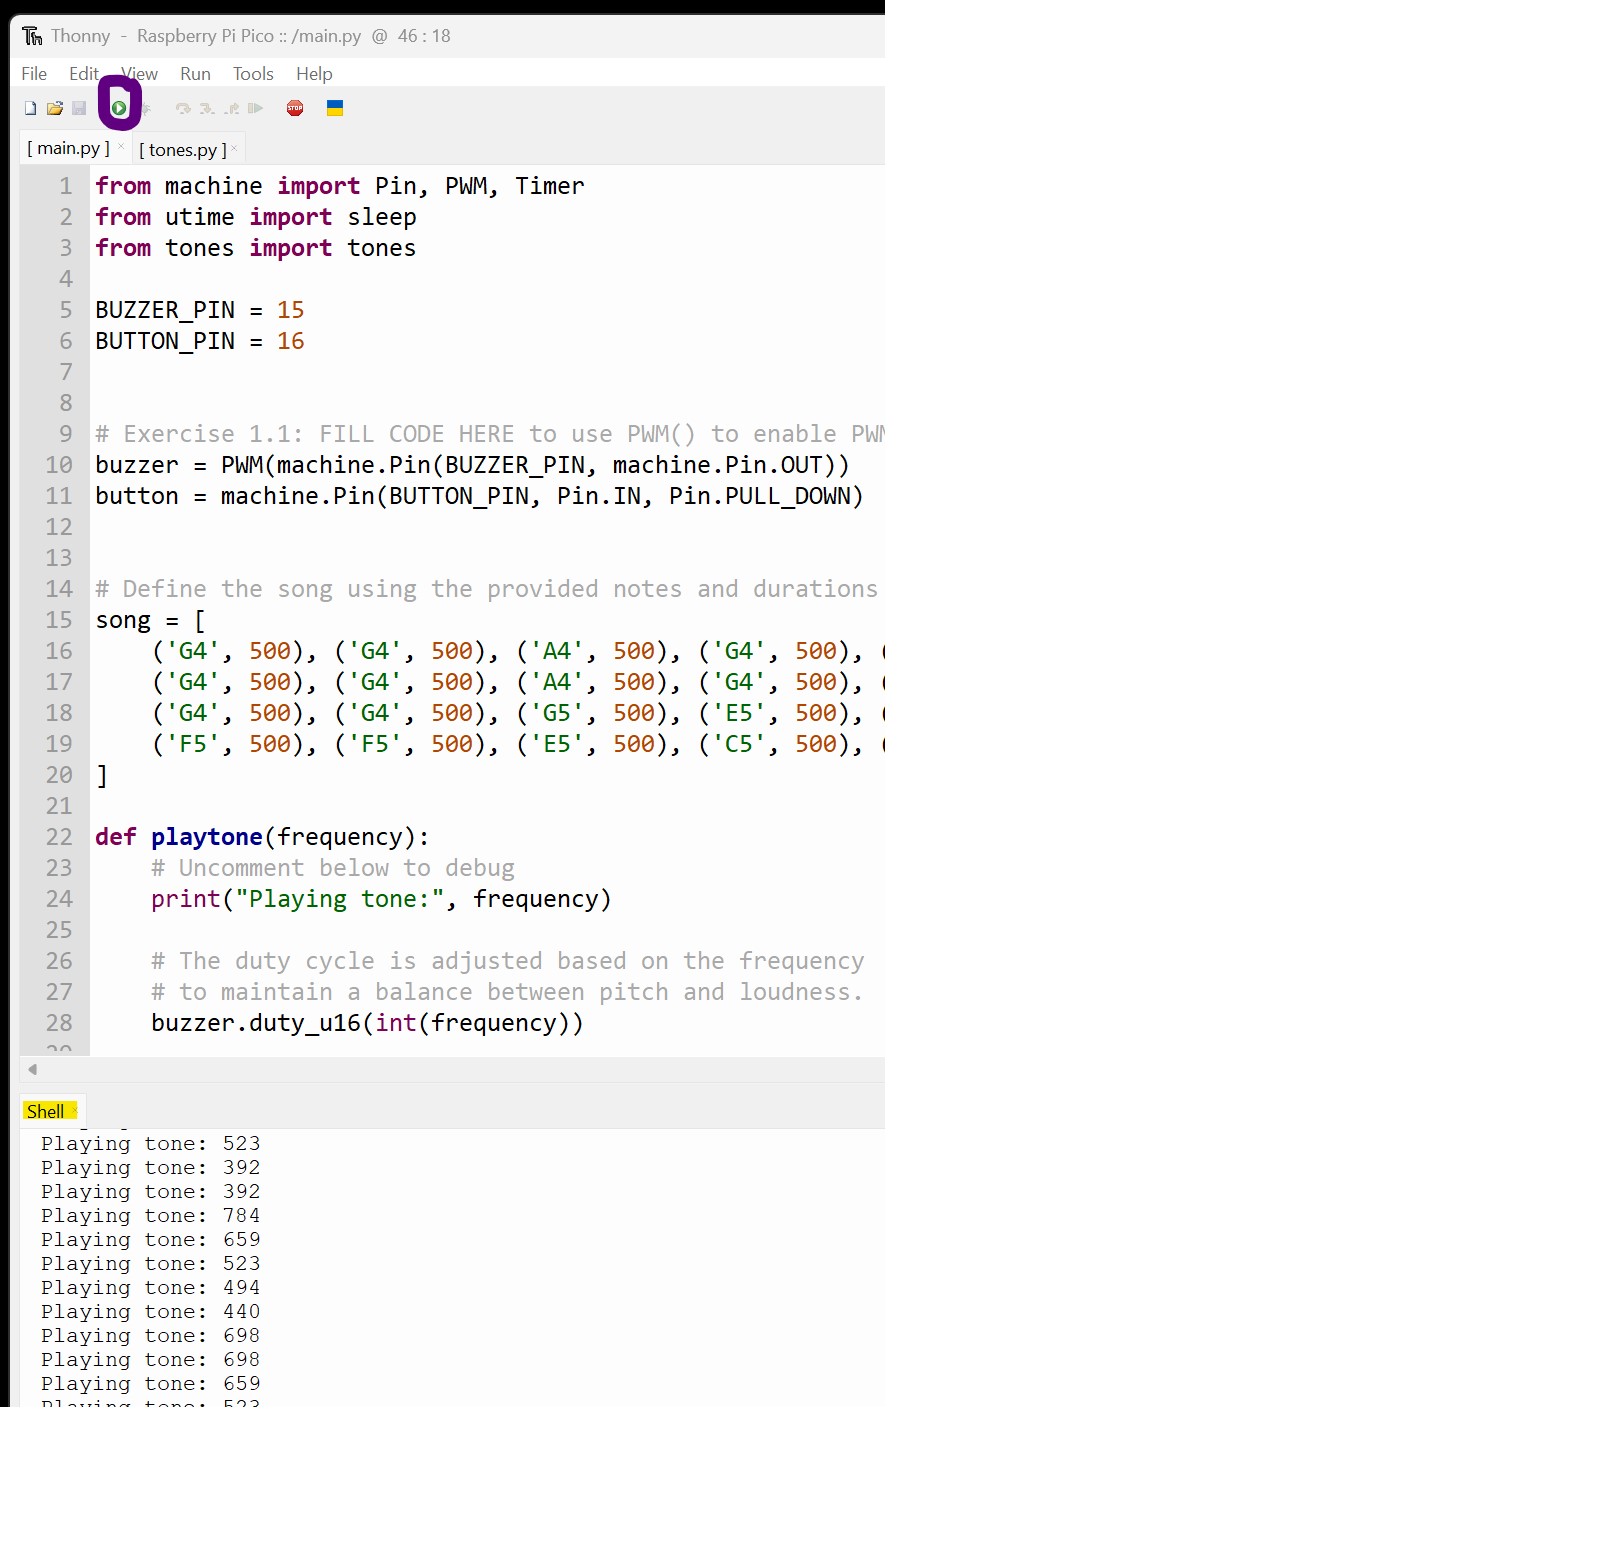 Thonny - Raspberry Pi Pico :: /main.py @ 46 : 18
File Edit View Run Tools Help
STOP
[ main.py ] × [ tones.py ] ×
1 from machine import Pin, PWM, Timer
2 from utime import sleep
3 from tones import tones
4
5 BUZZER_PIN = 15
6 BUTTON_PIN = 16
7
8
9 # Exercise 1.1: FILL CODE HERE to use PWM() to enable PWM
10 buzzer = PWM(machine.Pin(BUZZER_PIN, machine.Pin.OUT))
11 button = machine.Pin(BUTTON_PIN, Pin.IN, Pin.PULL_DOWN)
12
13
14 # Define the song using the provided notes and durations
15 song = [
16     ('G4', 500), ('G4', 500), ('A4', 500), ('G4', 500), (
17     ('G4', 500), ('G4', 500), ('A4', 500), ('G4', 500), (
18     ('G4', 500), ('G4', 500), ('G5', 500), ('E5', 500), (
19     ('F5', 500), ('F5', 500), ('E5', 500), ('C5', 500), (
20 ]
21
22 def playtone(frequency):
23     # Uncomment below to debug
24     print("Playing tone:", frequency)
25
26     # The duty cycle is adjusted based on the frequency
27     # to maintain a balance between pitch and loudness.
28     buzzer.duty_u16(int(frequency))
Shell ×
Playing tone: 523
Playing tone: 392
Playing tone: 392
Playing tone: 784
Playing tone: 659
Playing tone: 523
Playing tone: 494
Playing tone: 440
Playing tone: 698
Playing tone: 698
Playing tone: 659
Playing tone: 523